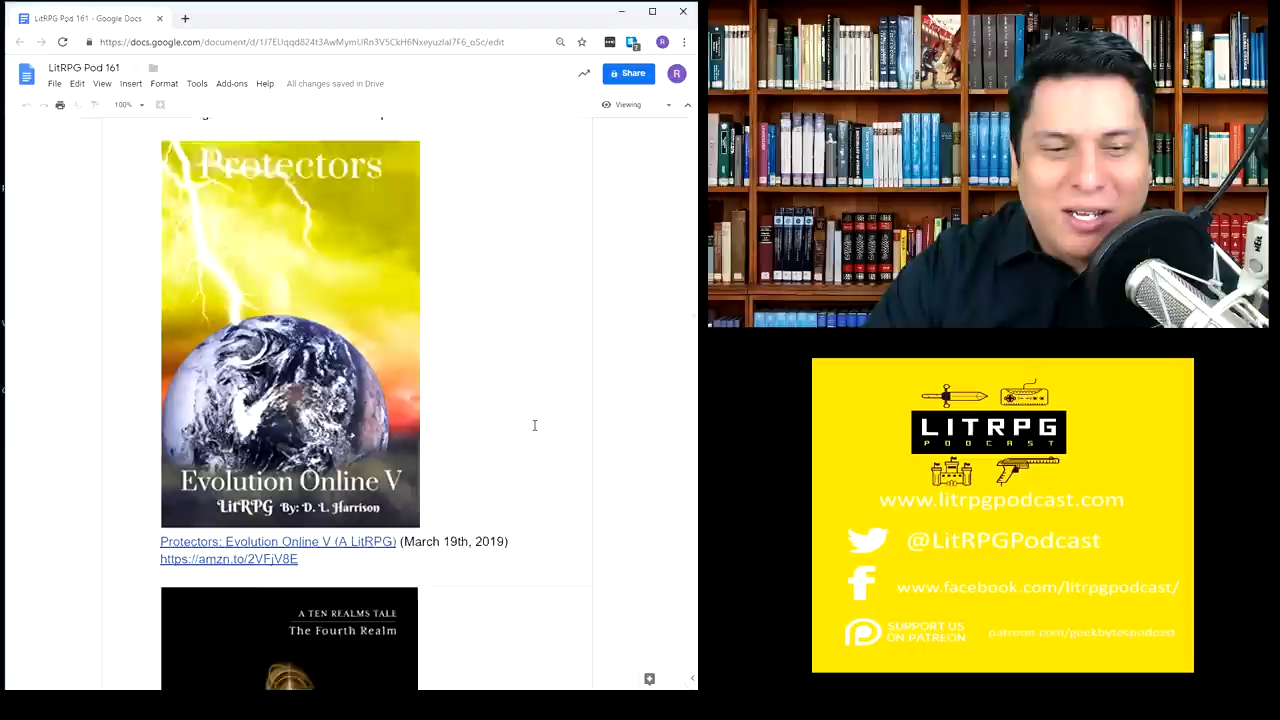 LitRPG Pod 161 - Google Docs
https://docs.google.com/document/d/1J7EUqqd824t3AwMymURn3V5CkH6NxeyuzlaI7F6_oSc/edit
LitRPG Pod 161
Share
R
File Edit View Insert Format Tools Add-ons Help All changes saved in Drive
100%
Viewing
Protectors
Evolution Online V
LitRPG By: D. L. Harrison
Protectors: Evolution Online V (A LitRPG) (March 19th, 2019)
https://amzn.to/2VFjV8E
A TEN REALMS TALE
The Fourth Realm
LITRPG
PODCAST
www.litrpgpodcast.com
@LitRPGPodcast
www.facebook.com/litrpgpodcast/
SUPPORT US
ON PATREON
patreon.com/geekbytespodcast